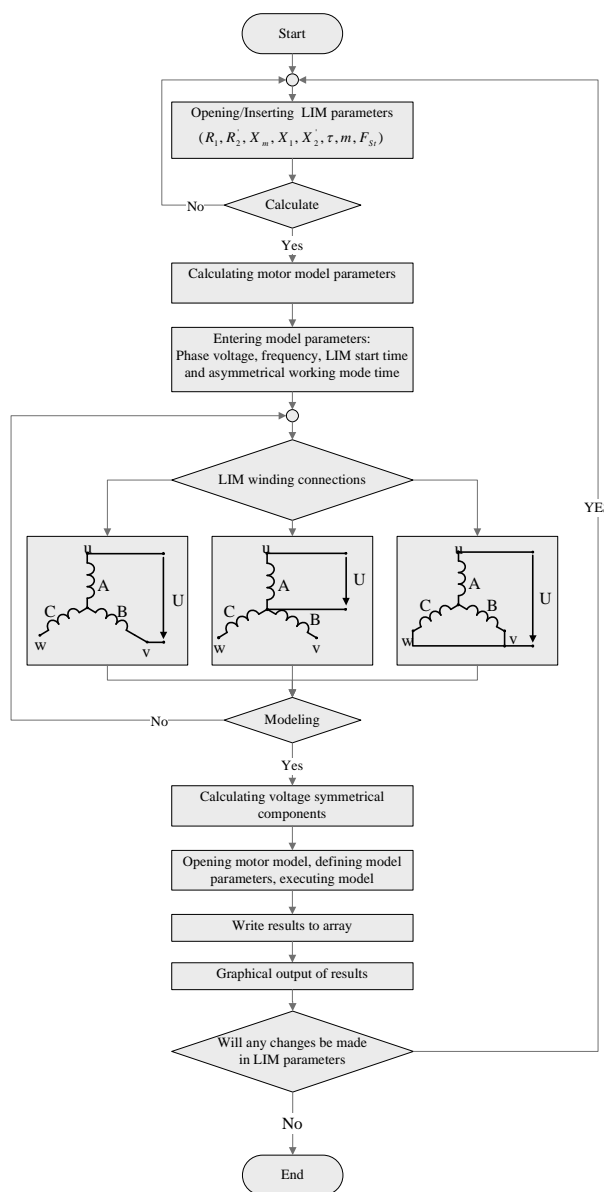 Start
Opening/Inserting LIM parameters
(R₁, R₂', Xₘ, X₁, X₂', τ, m, F_St)
No
Calculate
Yes
Calculating motor model parameters
Entering model parameters:
Phase voltage, frequency, LIM start time
and asymmetrical working mode time
LIM winding connections
YE
u
A
C
B
w
v
U
u
A
C
B
w
v
U
u
A
C
B
w
v
U
No
Modeling
Yes
Calculating voltage symmetrical
components
Opening motor model, defining model
parameters, executing model
Write results to array
Graphical output of results
Will any changes be made
in LIM parameters
No
End